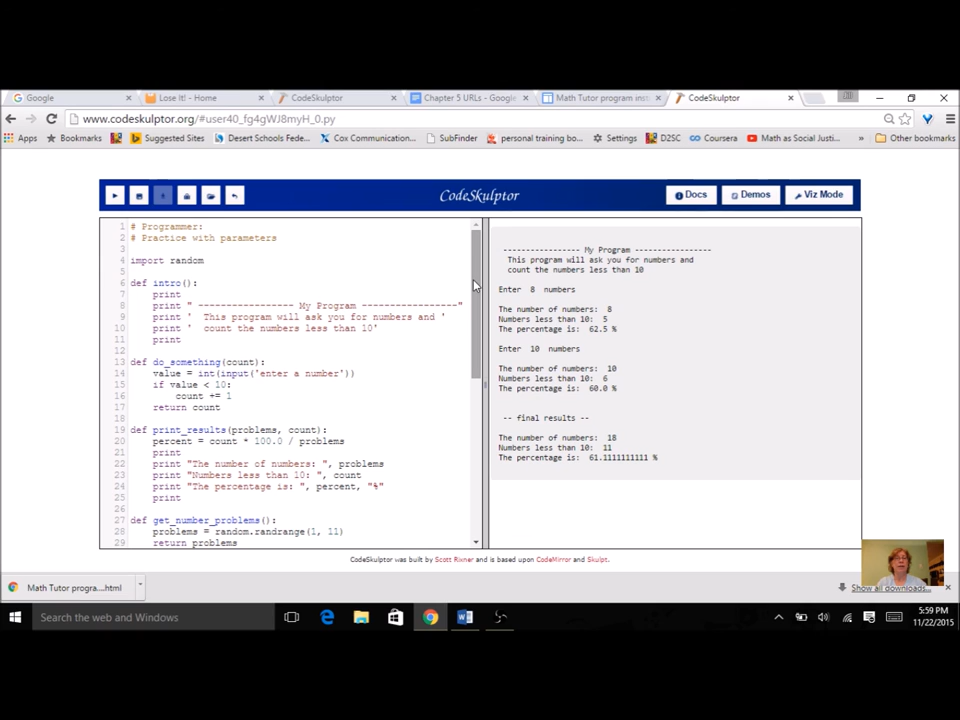 Google
Lose it! - Home
CodeSkulptor
Chapter 5 URLs - Google
Math Tutor program inst
CodeSkulptor
www.codeskulptor.org/#user40_fg4gWJ8myH_0.py
Apps
Bookmarks
Suggested Sites
Desert Schools Fede...
Cox Communication...
SubFinder
personal training bo...
Settings
D2SC
Coursera
Math as Social Justi...
»
Other bookmarks
CodeSkulptor
Docs
Demos
Viz Mode
1 # Programmer:
2 # Practice with parameters
3
4 import random
5
6 def intro():
7 print
8 print " ----------------- My Program -----------------"
9 print ' This program will ask you for numbers and '
10 print ' count the numbers less than 10'
11 print
12
13 def do_something(count):
14 value = int(input('enter a number'))
15 if value < 10:
16 count += 1
17 return count
18
19 def print_results(problems, count):
20 percent = count * 100.0 / problems
21 print
22 print "The number of numbers: ", problems
23 print "Numbers less than 10: ", count
24 print "The percentage is: ", percent, "%"
25 print
26
27 def get_number_problems():
28 problems = random.randrange(1, 11)
29 return problems
----------------- My Program -----------------
This program will ask you for numbers and
count the numbers less than 10
Enter 8 numbers
The number of numbers: 8
Numbers less than 10: 5
The percentage is: 62.5 %
Enter 10 numbers
The number of numbers: 10
Numbers less than 10: 6
The percentage is: 60.0 %
-- final results --
The number of numbers: 18
Numbers less than 10: 11
The percentage is: 61.1111111111 %
CodeSkulptor was built by Scott Rixner and is based upon CodeMirror and Skulpt.
Math Tutor progra....html
Show all downloads...
Search the web and Windows
5:59 PM
11/22/2015